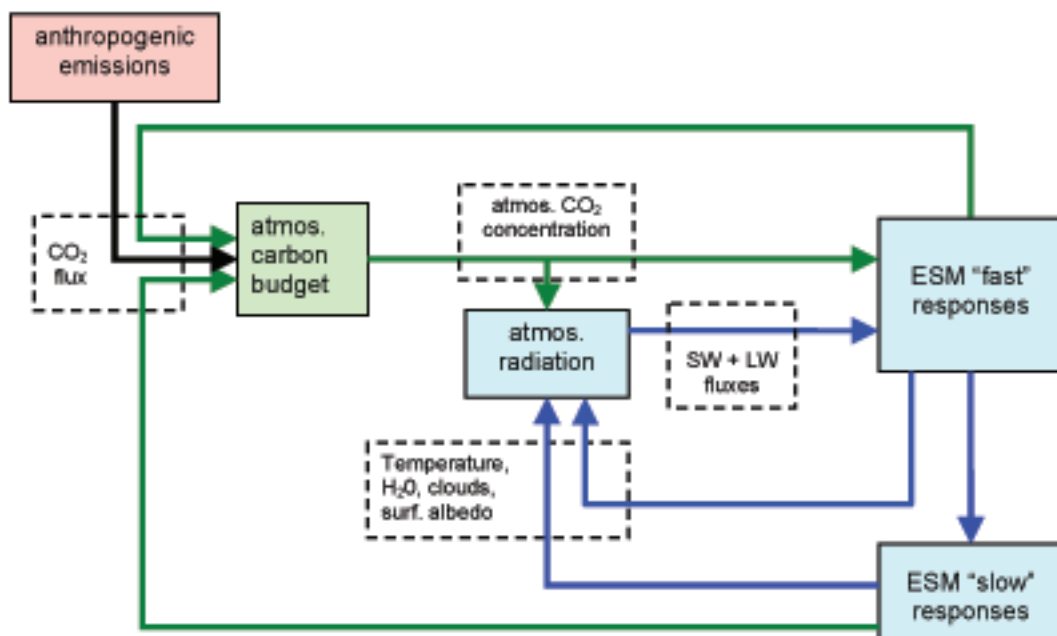 anthropogenic
emissions
CO₂
flux
atmos.
carbon
budget
atmos. CO₂
concentration
atmos.
radiation
SW + LW
fluxes
ESM “fast”
responses
Temperature,
H₂0, clouds,
surf. albedo
ESM “slow”
responses